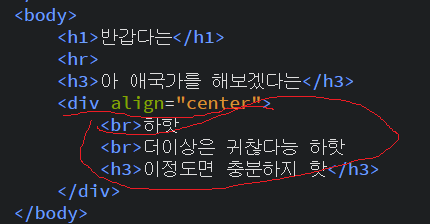 <body>
<h1>반갑다는</h1>
<hr>
<h3>아 애국가를 해보겠다는</h3>
<div align="center">
<br>하핫
<br>더이상은 귀찮다능 하핫
<h3>이정도면 충분하지 핫</h3>
</div>
</body>